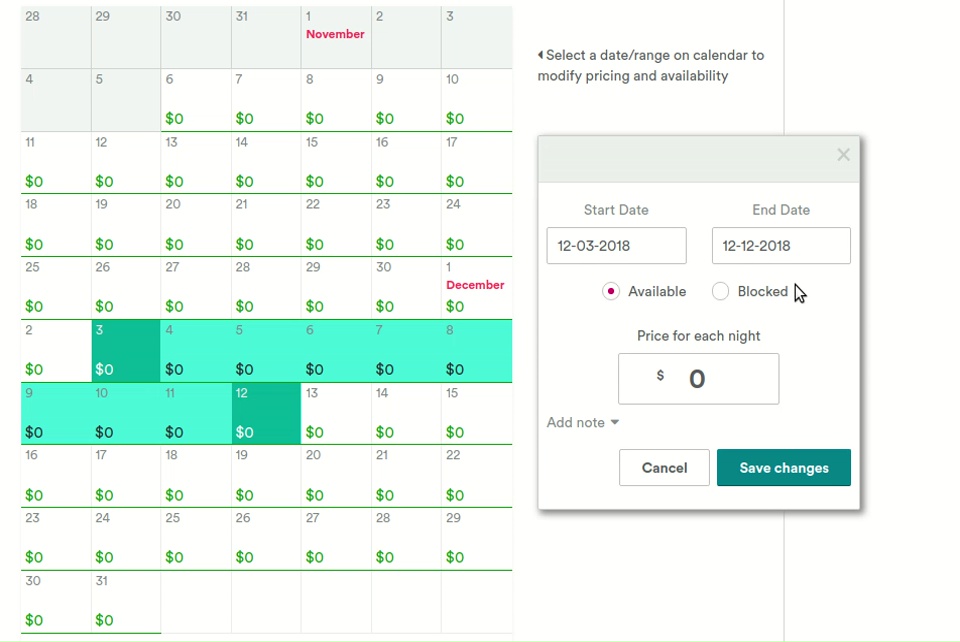 28 29 30 31 1 2 3
November
4 5 6 7 8 9 10
$0 $0 $0 $0 $0
11 12 13 14 15 16 17
$0 $0 $0 $0 $0 $0 $0
18 19 20 21 22 23 24
$0 $0 $0 $0 $0 $0 $0
25 26 27 28 29 30 1
December
$0 $0 $0 $0 $0 $0 $0
2 3 4 5 6 7 8
$0 $0 $0 $0 $0 $0 $0
9 10 11 12 13 14 15
$0 $0 $0 $0 $0 $0 $0
16 17 18 19 20 21 22
$0 $0 $0 $0 $0 $0 $0
23 24 25 26 27 28 29
$0 $0 $0 $0 $0 $0 $0
30 31
$0 $0
Select a date/range on calendar to
modify pricing and availability
Start Date End Date
12-03-2018 12-12-2018
Available Blocked
Price for each night
$ 0
Add note
Cancel Save changes